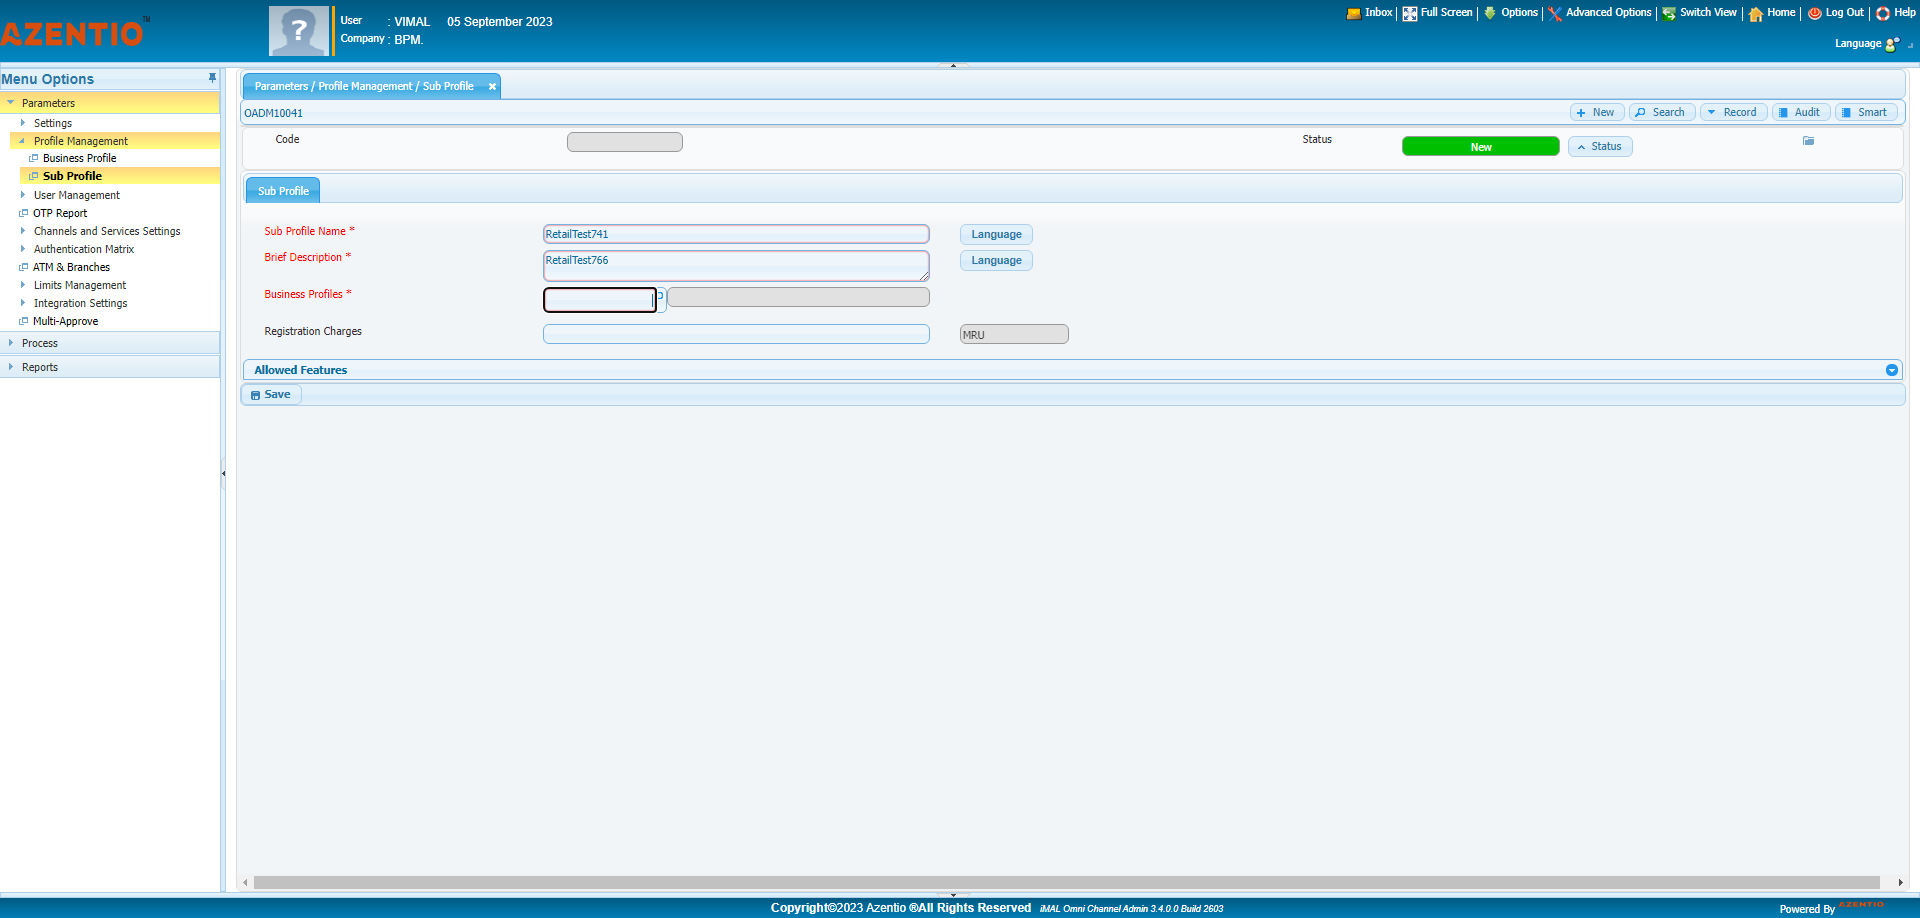 AZENTIO™
User : VIMAL 05 September 2023
Company : BPM.
Inbox Full Screen Options Advanced Options Switch View Home Log Out Help
Language
Menu Options
Parameters
Settings
Profile Management
Business Profile
Sub Profile
User Management
OTP Report
Channels and Services Settings
Authentication Matrix
ATM & Branches
Limits Management
Integration Settings
Multi-Approve
Process
Reports
Parameters / Profile Management / Sub Profile
OADM10041
New Search Record Audit Smart
Code
Status New Status
Sub Profile
Sub Profile Name * RetailTest741 Language
Brief Description * RetailTest766 Language
Business Profiles *
Registration Charges MRU
Allowed Features
Save
Copyright©2023 Azentio ®All Rights Reserved iMAL Omni Channel Admin 3.4.0.0 Build 2603
Powered By AZENTIO